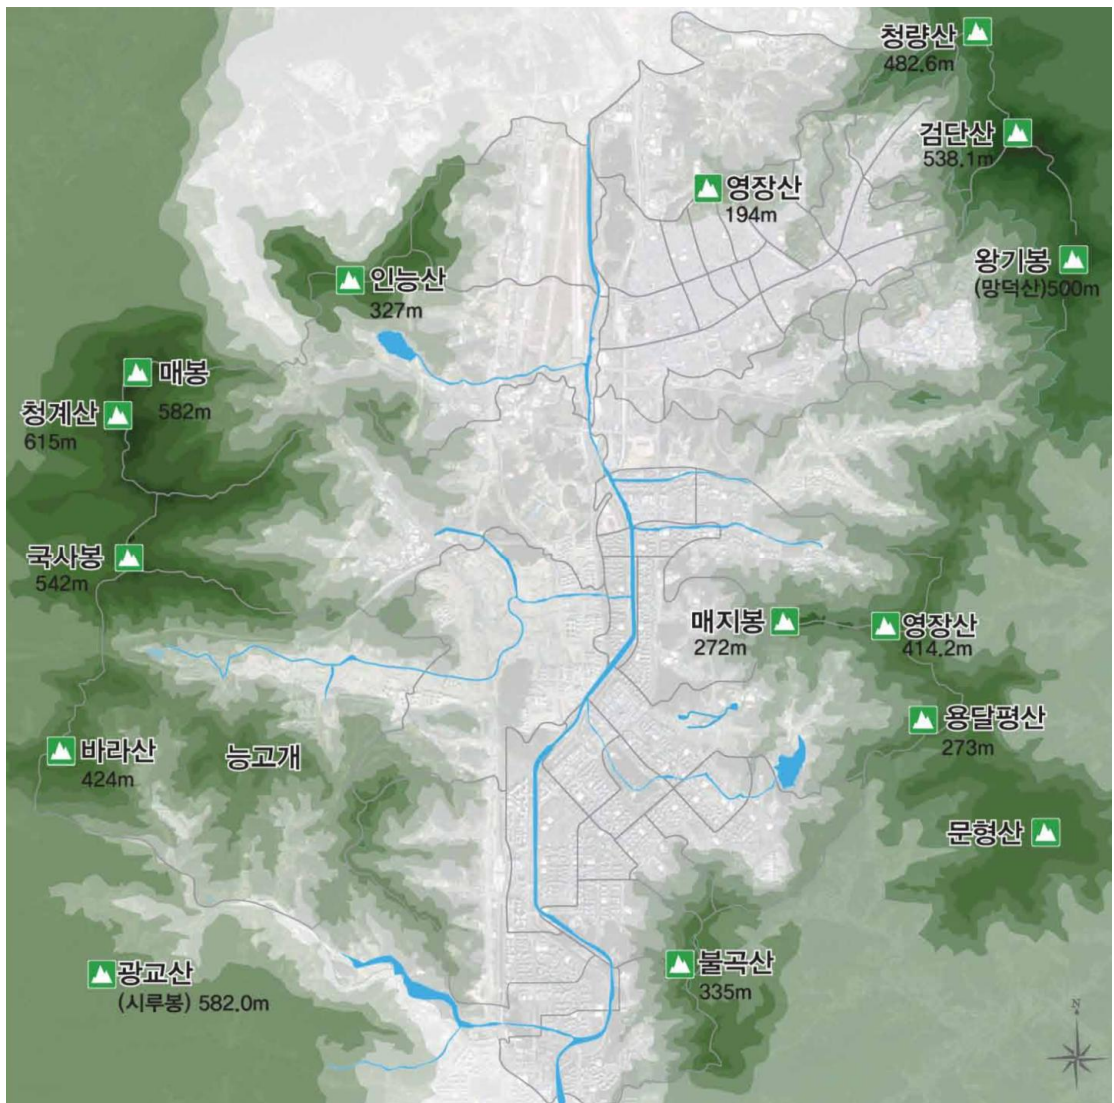 청량산
482.6m
검단산
538.1m
영장산
194m
왕기봉
(망덕산)500m
인능산
327m
매봉
582m
청계산
615m
국사봉
542m
매지봉
272m
영장산
414.2m
용달평산
273m
바라산
424m
능고개
문형산
광교산
(시루봉) 582.0m
불곡산
335m
N